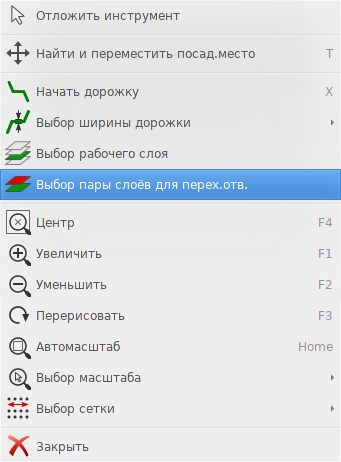 Отложить инструмент
Найти и переместить посад.место T
Начать дорожку X
Выбор ширины дорожки
Выбор рабочего слоя
Выбор пары слоёв для перех.отв.
Центр F4
Увеличить F1
Уменьшить F2
Перерисовать F3
Автомасштаб Home
Выбор масштаба
Выбор сетки
Закрыть